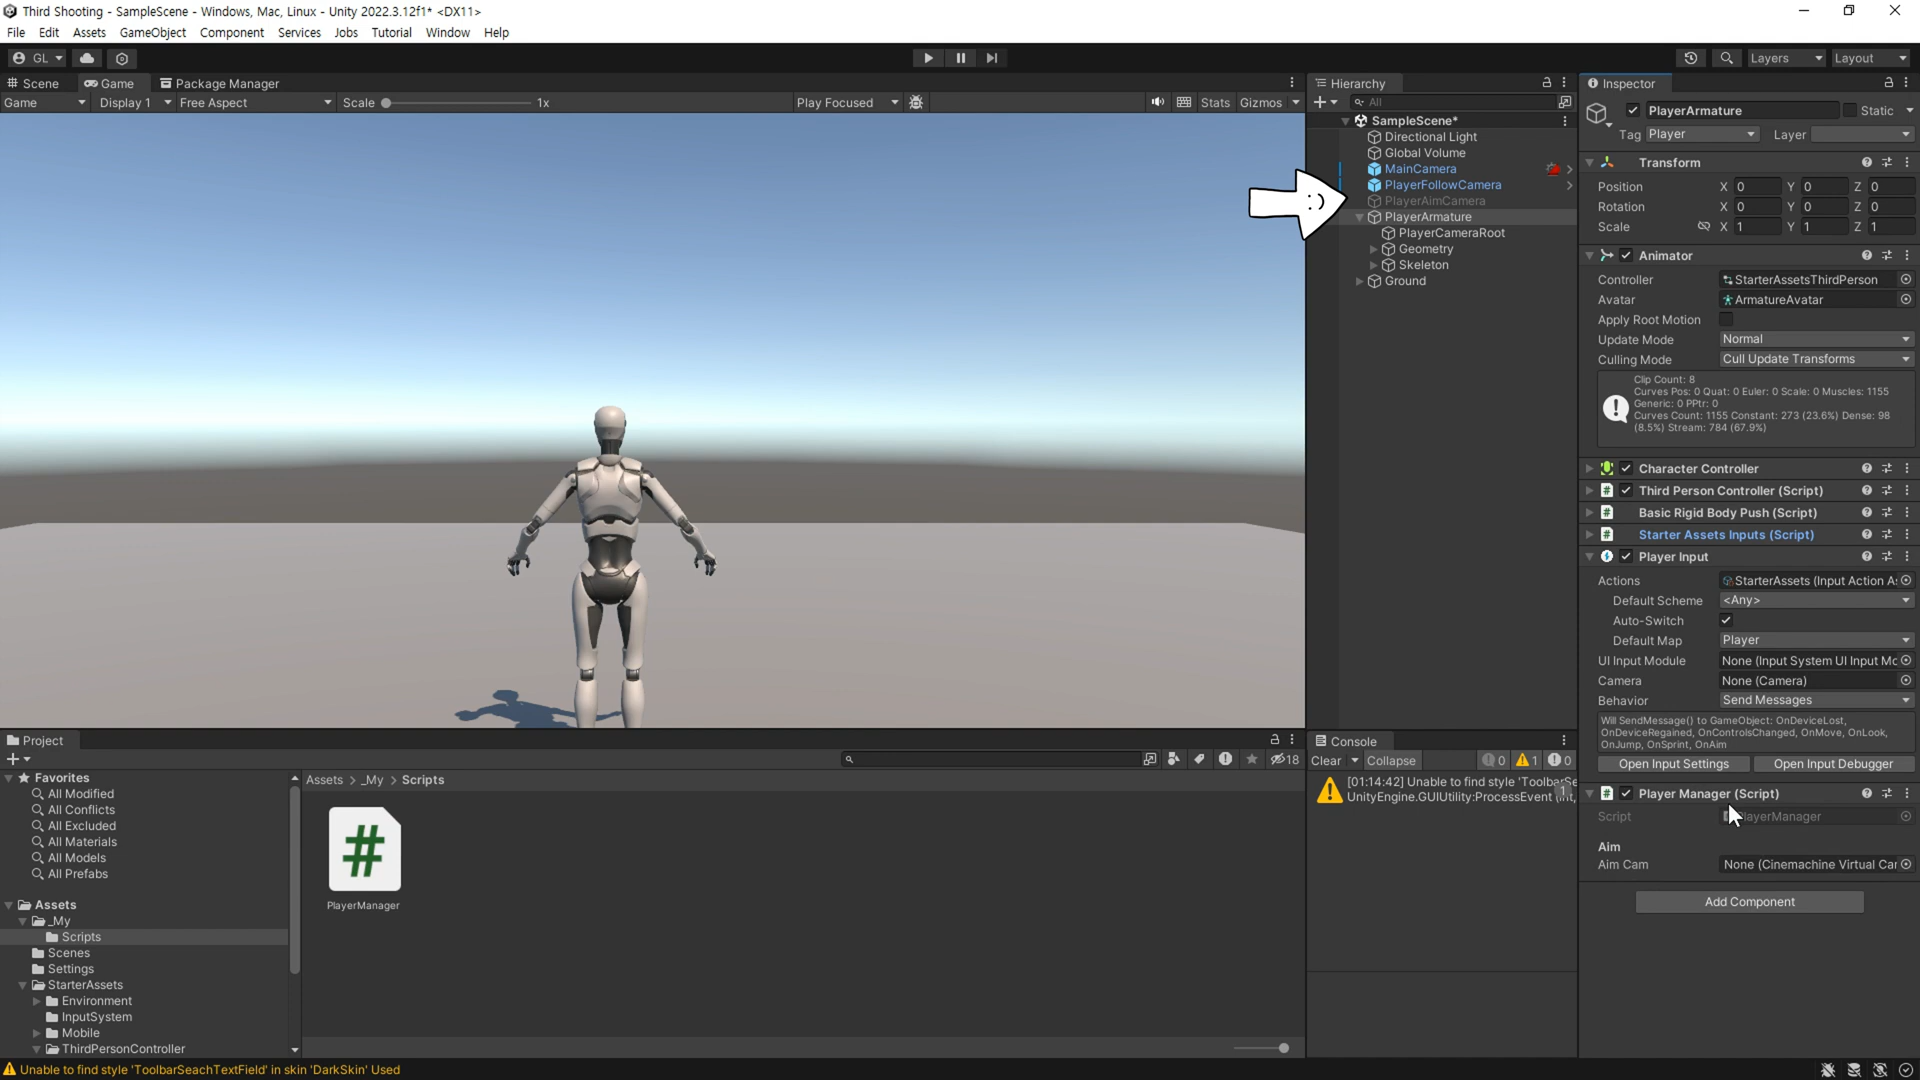 Third Shooting - SampleScene - Windows, Mac, Linux - Unity 2022.3.12f1* <DX11>
File Edit Assets GameObject Component Services Jobs Tutorial Window Help
GL Layers Layout
Scene Game Package Manager
Game Display 1 Free Aspect Scale 1x Play Focused Stats Gizmos
Hierarchy
All
SampleScene*
Directional Light
Global Volume
MainCamera
PlayerFollowCamera
PlayerAimCamera
PlayerArmature
PlayerCameraRoot
Geometry
Skeleton
Ground
:)
Inspector
PlayerArmature Static
Tag Player Layer
Transform
Position X 0 Y 0 Z 0
Rotation X 0 Y 0 Z 0
Scale X 1 Y 1 Z 1
Animator
Controller StarterAssetsThirdPerson
Avatar ArmatureAvatar
Apply Root Motion
Update Mode Normal
Culling Mode Cull Update Transforms
Clip Count: 8
Curves Pos: 0 Quat: 0 Euler: 0 Scale: 0 Muscles: 1155
Generic: 0 PPtr: 0
Curves Count: 1155 Constant: 273 (23.6%) Dense: 98
(8.5%) Stream: 784 (67.9%)
Character Controller
Third Person Controller (Script)
Basic Rigid Body Push (Script)
Starter Assets Inputs (Script)
Player Input
Actions StarterAssets (Input Action A
Default Scheme <Any>
Auto-Switch
Default Map Player
UI Input Module None (Input System UI Input Mo
Camera None (Camera)
Behavior Send Messages
Will SendMessage() to GameObject: OnDeviceLost,
OnDeviceRegained, OnControlsChanged, OnMove, OnLook,
OnJump, OnSprint, OnAim
Open Input Settings Open Input Debugger
Player Manager (Script)
Script layerManager
Aim
Aim Cam None (Cinemachine Virtual Car
Add Component
Project
18
Favorites
All Modified
All Conflicts
All Excluded
All Materials
All Models
All Prefabs
Assets
_My
Scripts
Scenes
Settings
StarterAssets
Environment
InputSystem
Mobile
ThirdPersonController
Assets > _My > Scripts
#
PlayerManager
Console
Clear Collapse 0 1 0
[01:14:42] Unable to find style 'ToolbarSe
UnityEngine.GUIUtility:ProcessEvent (int,
1
Unable to find style 'ToolbarSeachTextField' in skin 'DarkSkin' Used